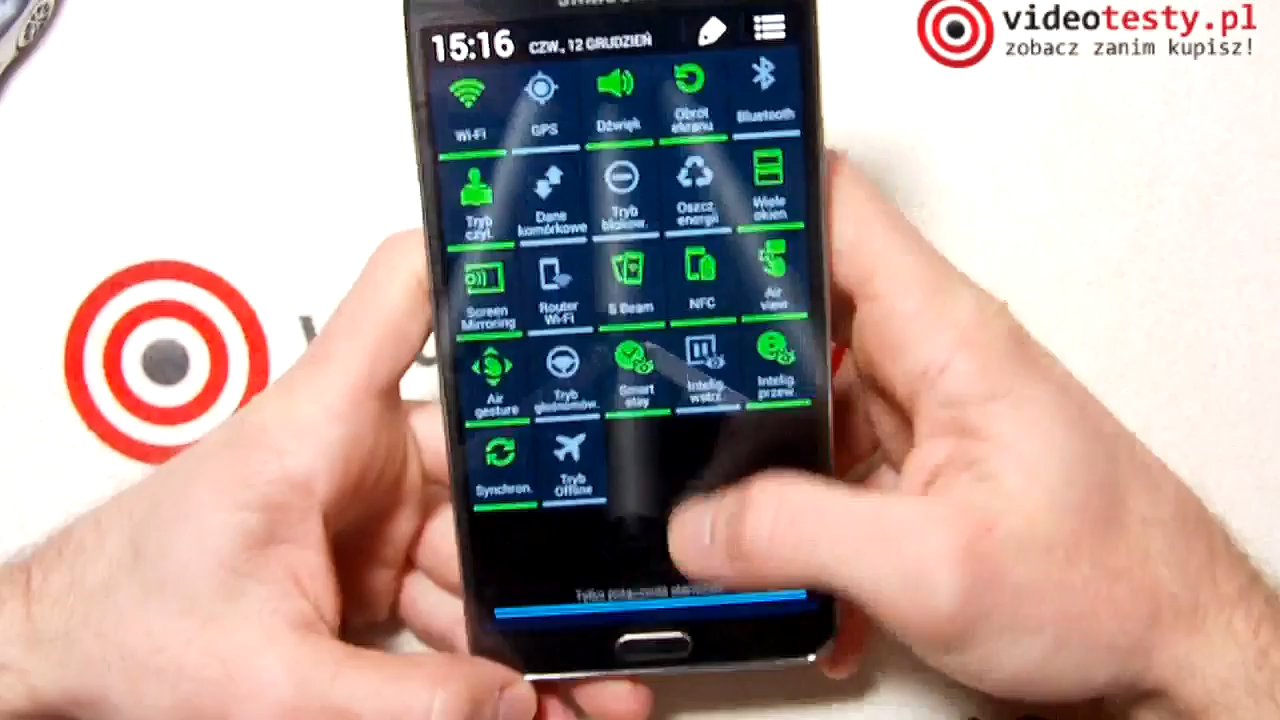 videotesty.pl
zobacz zanim kupisz!
15:16 CZW., 12 GRUDZIEŃ
Wi-Fi
GPS
Dźwięk
Obrót
ekranu
Bluetooth
Tryb
czyt.
Dane
komórkowe
Tryb
blokow.
Oszcz.
energii
Wiele
okien
Screen
Mirroring
Router
Wi-Fi
S Beam
NFC
Air
view
Air
gesture
Tryb
głośnomów.
Smart
stay
Intelig.
wstrz.
Intelig.
przew.
Synchron.
Tryb
Offline